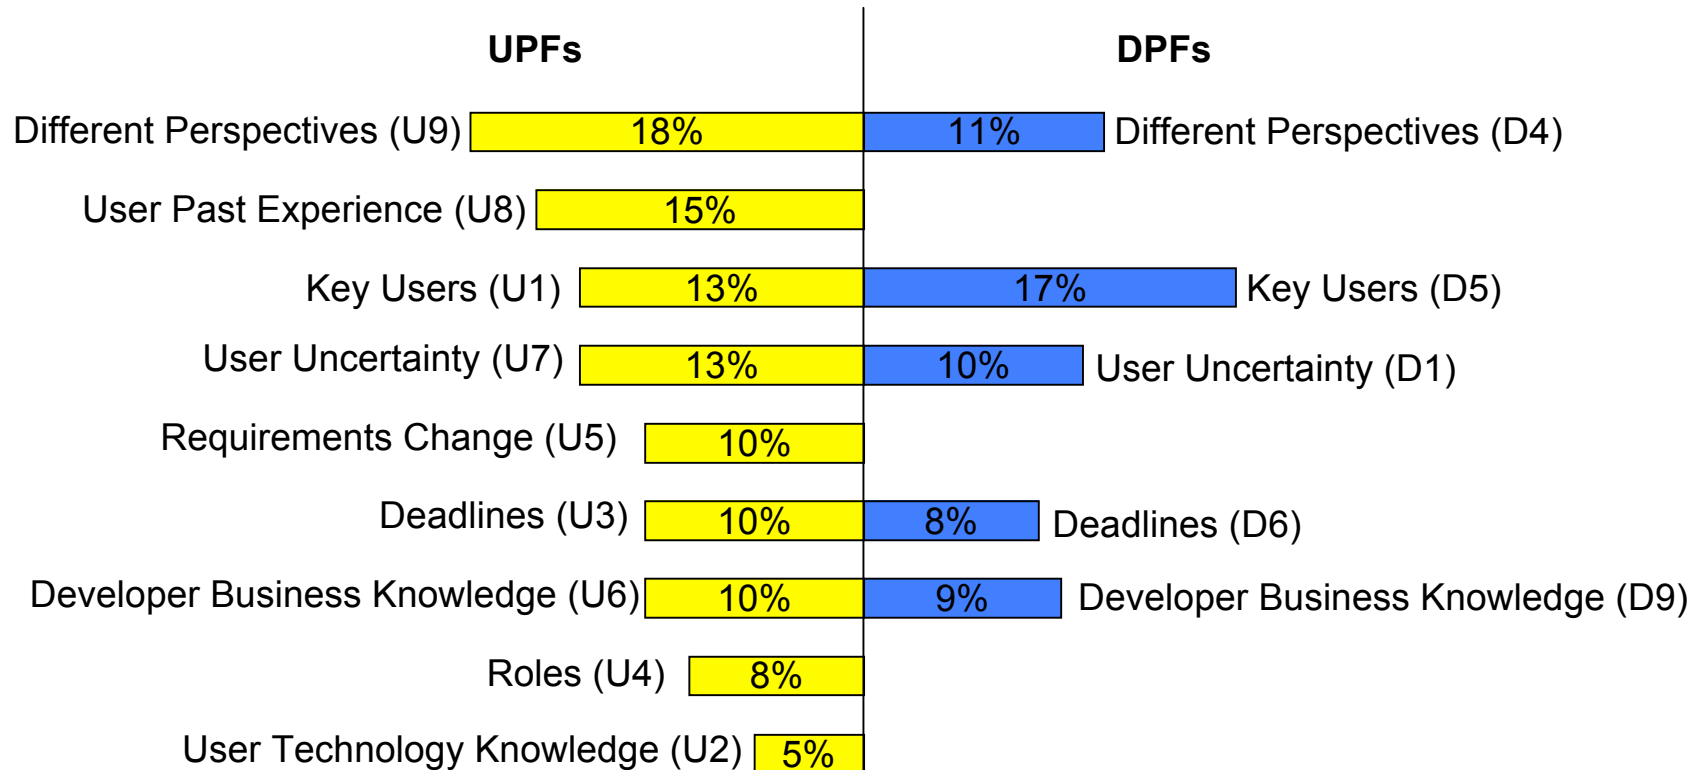 UPFs DPFs
Different Perspectives (U9) 18% 11% Different Perspectives (D4)
User Past Experience (U8) 15%
Key Users (U1) 13% 17% Key Users (D5)
User Uncertainty (U7) 13% 10% User Uncertainty (D1)
Requirements Change (U5) 10%
Deadlines (U3) 10% 8% Deadlines (D6)
Developer Business Knowledge (U6) 10% 9% Developer Business Knowledge (D9)
Roles (U4) 8%
User Technology Knowledge (U2) 5%